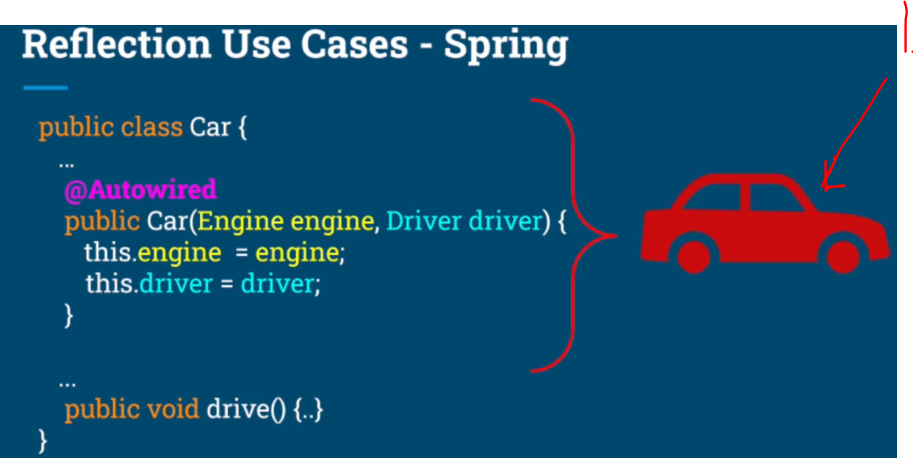 Reflection Use Cases - Spring
public class Car {
...
@Autowired
public Car(Engine engine, Driver driver) {
this.engine = engine;
this.driver = driver;
}
...
public void drive() {..}
}